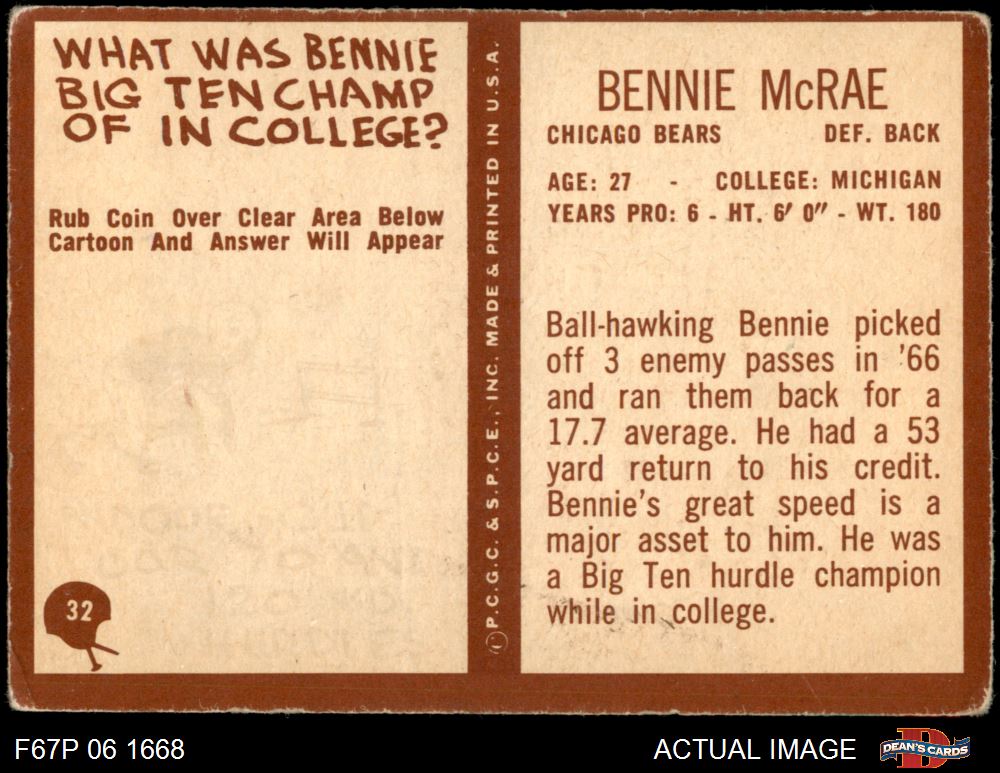 WHAT WAS BENNIE
BIG TEN CHAMP
OF IN COLLEGE?
Rub Coin Over Clear Area Below
Cartoon And Answer Will Appear
32
©P.C.G.C. & S.P.C.E., INC. MADE & PRINTED IN U.S.A.
BENNIE McRAE
CHICAGO BEARS DEF. BACK
AGE: 27 - COLLEGE: MICHIGAN
YEARS PRO: 6 - HT. 6′ 0″ - WT. 180
Ball-hawking Bennie picked
off 3 enemy passes in '66
and ran them back for a
17.7 average. He had a 53
yard return to his credit.
Bennie's great speed is a
major asset to him. He was
a Big Ten hurdle champion
while in college.
F67P 06 1668
ACTUAL IMAGE
DEAN'S CARDS